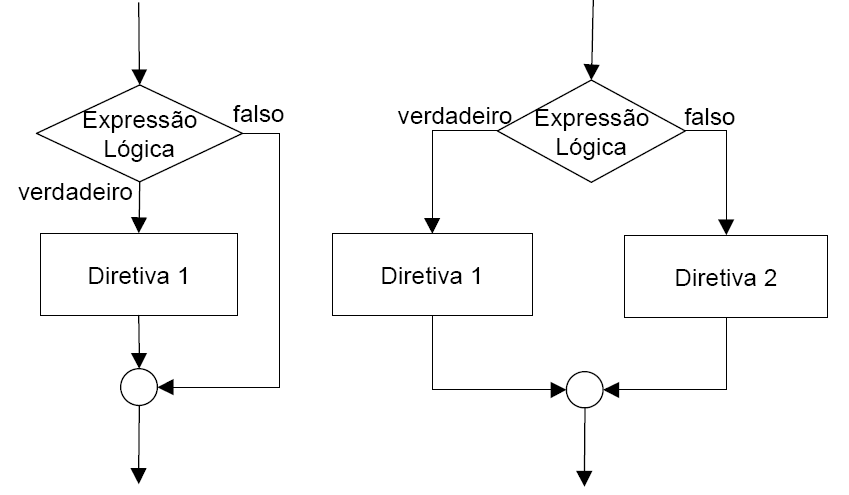 Expressão
Lógica
falso
verdadeiro
Diretiva 1
verdadeiro
Expressão
Lógica
falso
Diretiva 1
Diretiva 2